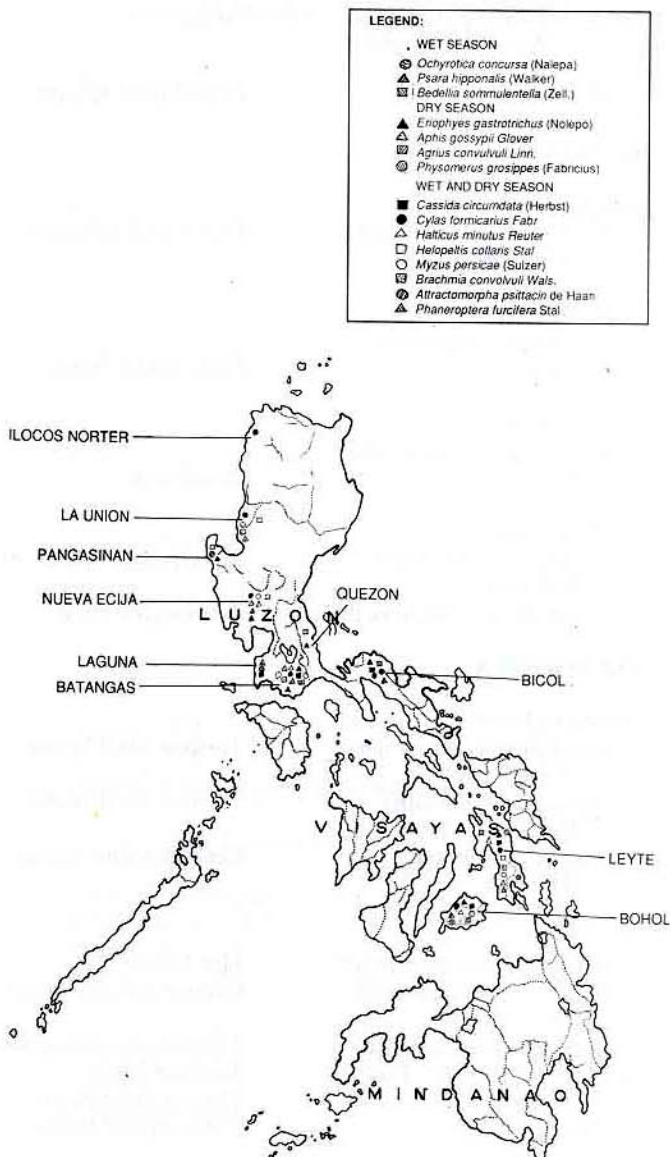 LEGEND:
WET SEASON
Ochyrotica concursa (Nalepa)
Psara hipponalis (Walker)
Bedellia sommulentella (Zell.)
DRY SEASON
Eriophyes gastrotrichus (Nolepo)
Aphis gossypii Glover
Agrius convulvuli Linn.
Physomerus grosippes (Fabricius)
WET AND DRY SEASON
Cassida circumdata (Herbst)
Cylas formicarius Fabr
Halticus minutus Reuter
Helopeltis collaris Stal
Myzus persicae (Sulzer)
Brachmia convolvuli Wals.
Attractomorpha psittacin de Haan
Phaneroptera furcifera Stal
ILOCOS NORTER
LA UNION
PANGASINAN
NUEVA ECIJA
QUEZON
LUZON
LAGUNA
BATANGAS
BICOL
VISAYAS
LEYTE
BOHOL
MINDANAO